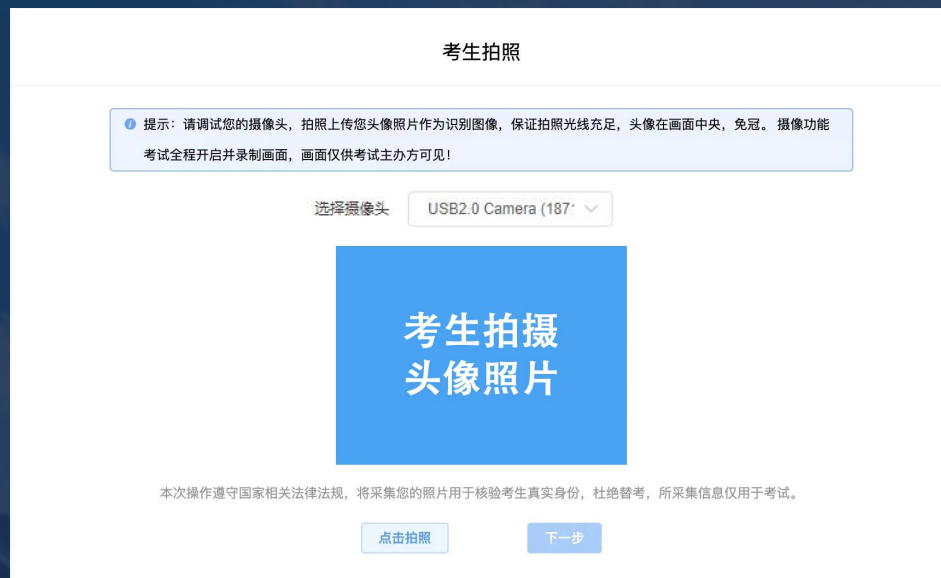 考生拍照
提示：请调试您的摄像头，拍照上传您头像照片作为识别图像，保证拍照光线充足，头像在画面中央，免冠。 摄像功能
考试全程开启并录制画面，画面仅供考试主办方可见！
选择摄像头 USB2.0 Camera (187
考生拍摄
头像照片
本次操作遵守国家相关法律法规，将采集您的照片用于核验考生真实身份，杜绝替考，所采集信息仅用于考试。
点击拍照 下一步